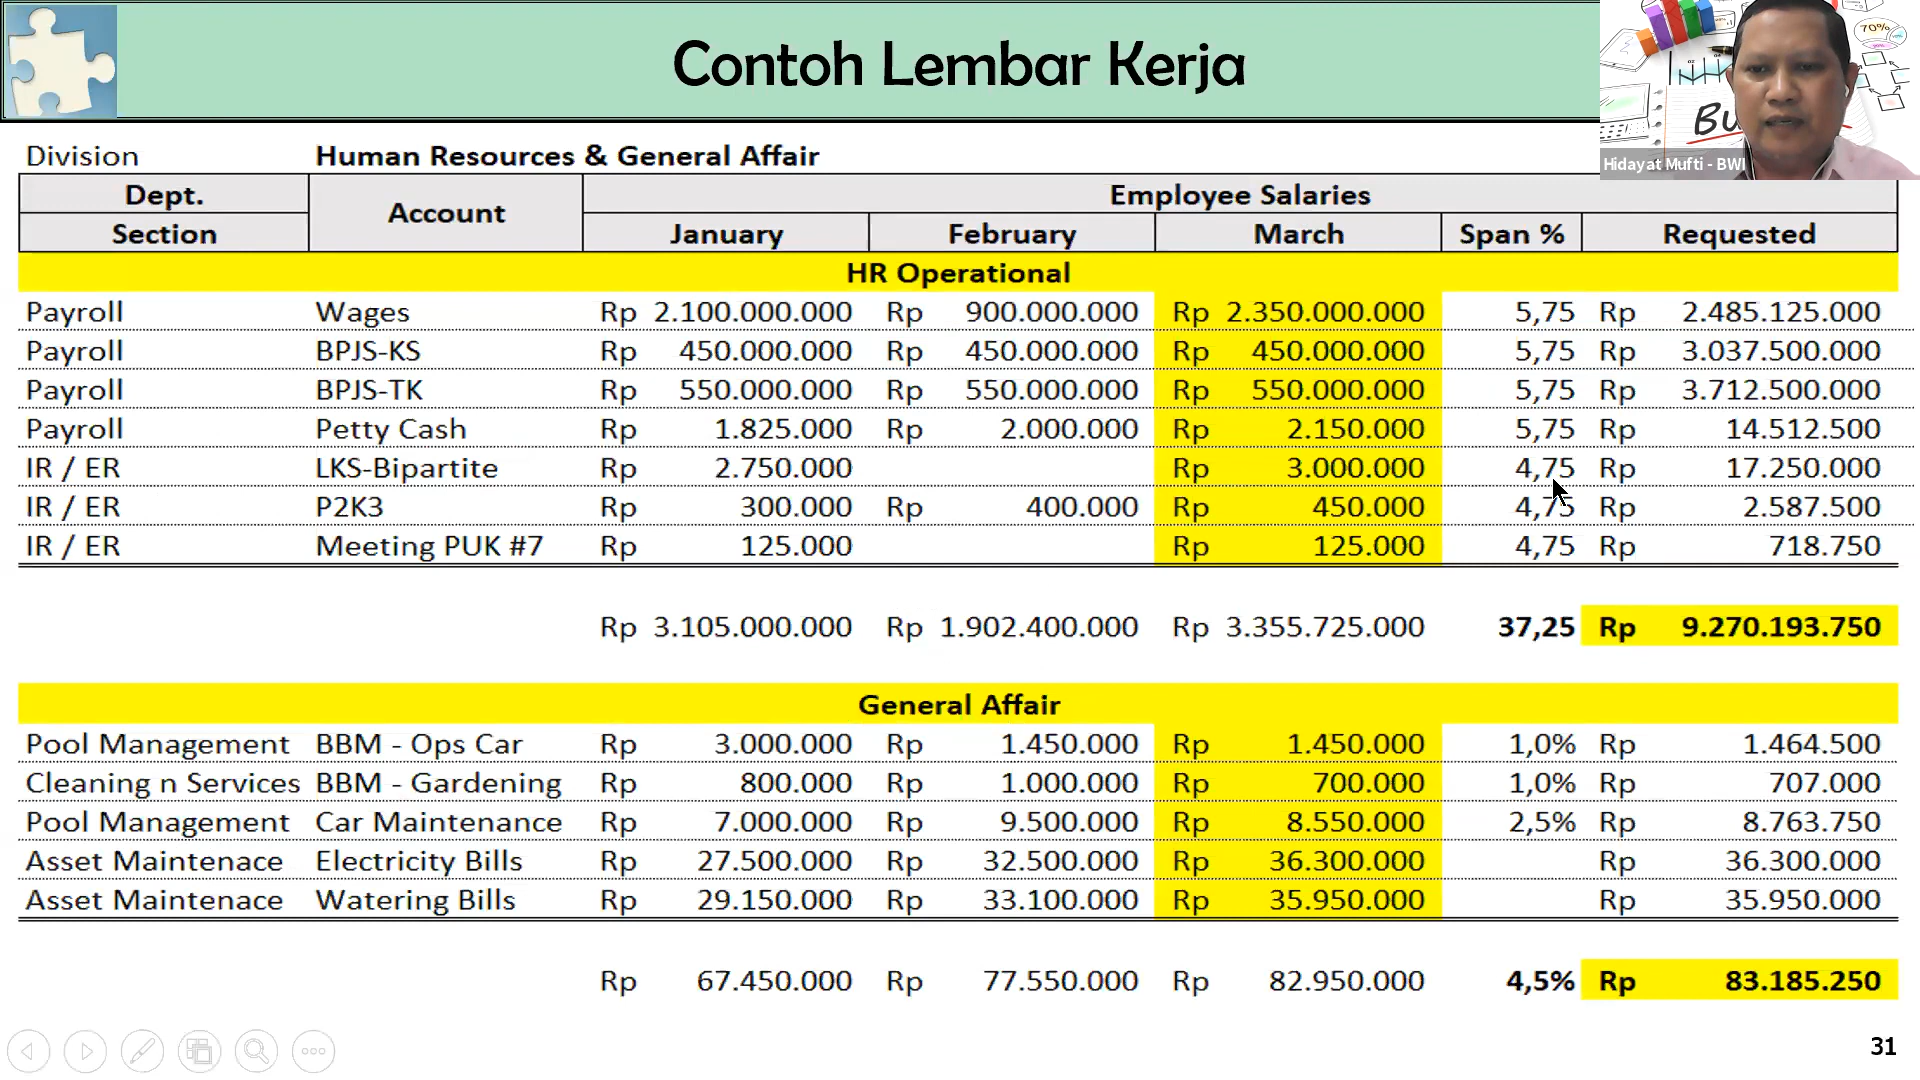 Contoh Lembar Kerja
70%
Bu
Hidayat Mufti - BWI
Division Human Resources & General Affair
Dept. Account Employee Salaries
Section January February March Span % Requested
HR Operational
Payroll Wages Rp 2.100.000.000 Rp 900.000.000 Rp 2.350.000.000 5,75 Rp 2.485.125.000
Payroll BPJS-KS Rp 450.000.000 Rp 450.000.000 Rp 450.000.000 5,75 Rp 3.037.500.000
Payroll BPJS-TK Rp 550.000.000 Rp 550.000.000 Rp 550.000.000 5,75 Rp 3.712.500.000
Payroll Petty Cash Rp 1.825.000 Rp 2.000.000 Rp 2.150.000 5,75 Rp 14.512.500
IR / ER LKS-Bipartite Rp 2.750.000 Rp 3.000.000 4,75 Rp 17.250.000
IR / ER P2K3 Rp 300.000 Rp 400.000 Rp 450.000 4,75 Rp 2.587.500
IR / ER Meeting PUK #7 Rp 125.000 Rp 125.000 4,75 Rp 718.750
Rp 3.105.000.000 Rp 1.902.400.000 Rp 3.355.725.000 37,25 Rp 9.270.193.750
General Affair
Pool Management BBM - Ops Car Rp 3.000.000 Rp 1.450.000 Rp 1.450.000 1,0% Rp 1.464.500
Cleaning n Services BBM - Gardening Rp 800.000 Rp 1.000.000 Rp 700.000 1,0% Rp 707.000
Pool Management Car Maintenance Rp 7.000.000 Rp 9.500.000 Rp 8.550.000 2,5% Rp 8.763.750
Asset Maintenace Electricity Bills Rp 27.500.000 Rp 32.500.000 Rp 36.300.000 Rp 36.300.000
Asset Maintenace Watering Bills Rp 29.150.000 Rp 33.100.000 Rp 35.950.000 Rp 35.950.000
Rp 67.450.000 Rp 77.550.000 Rp 82.950.000 4,5% Rp 83.185.250
31